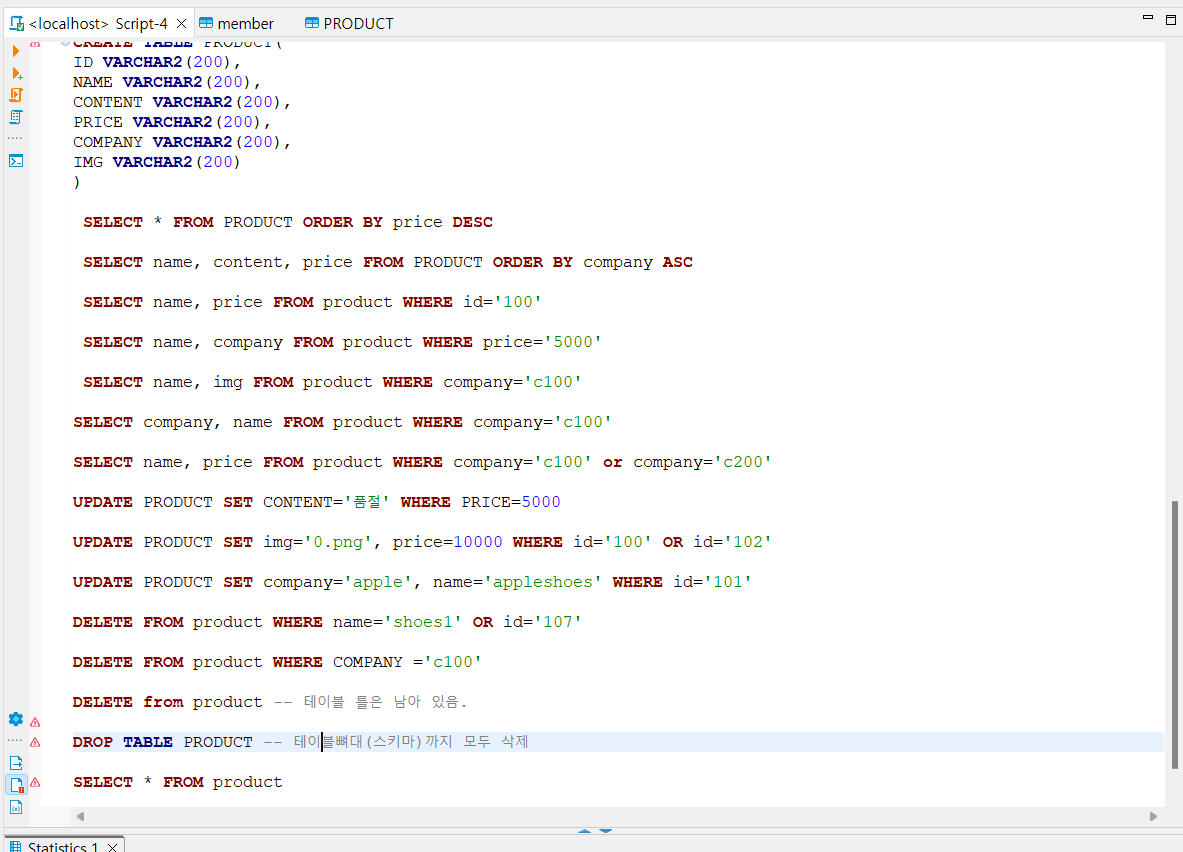 <localhost> Script-4
member
PRODUCT
CREATE TABLE PRODUCT(
ID VARCHAR2(200),
NAME VARCHAR2(200),
CONTENT VARCHAR2(200),
PRICE VARCHAR2(200),
COMPANY VARCHAR2(200),
IMG VARCHAR2(200)
)
SELECT * FROM PRODUCT ORDER BY price DESC
SELECT name, content, price FROM PRODUCT ORDER BY company ASC
SELECT name, price FROM product WHERE id='100'
SELECT name, company FROM product WHERE price='5000'
SELECT name, img FROM product WHERE company='c100'
SELECT company, name FROM product WHERE company='c100'
SELECT name, price FROM product WHERE company='c100' or company='c200'
UPDATE PRODUCT SET CONTENT='품절' WHERE PRICE=5000
UPDATE PRODUCT SET img='0.png', price=10000 WHERE id='100' OR id='102'
UPDATE PRODUCT SET company='apple', name='appleshoes' WHERE id='101'
DELETE FROM product WHERE name='shoes1' OR id='107'
DELETE FROM product WHERE COMPANY ='c100'
DELETE from product -- 테이블 틀은 남아 있음.
DROP TABLE PRODUCT -- 테이블뼈대(스키마)까지 모두 삭제
SELECT * FROM product
Statistics 1